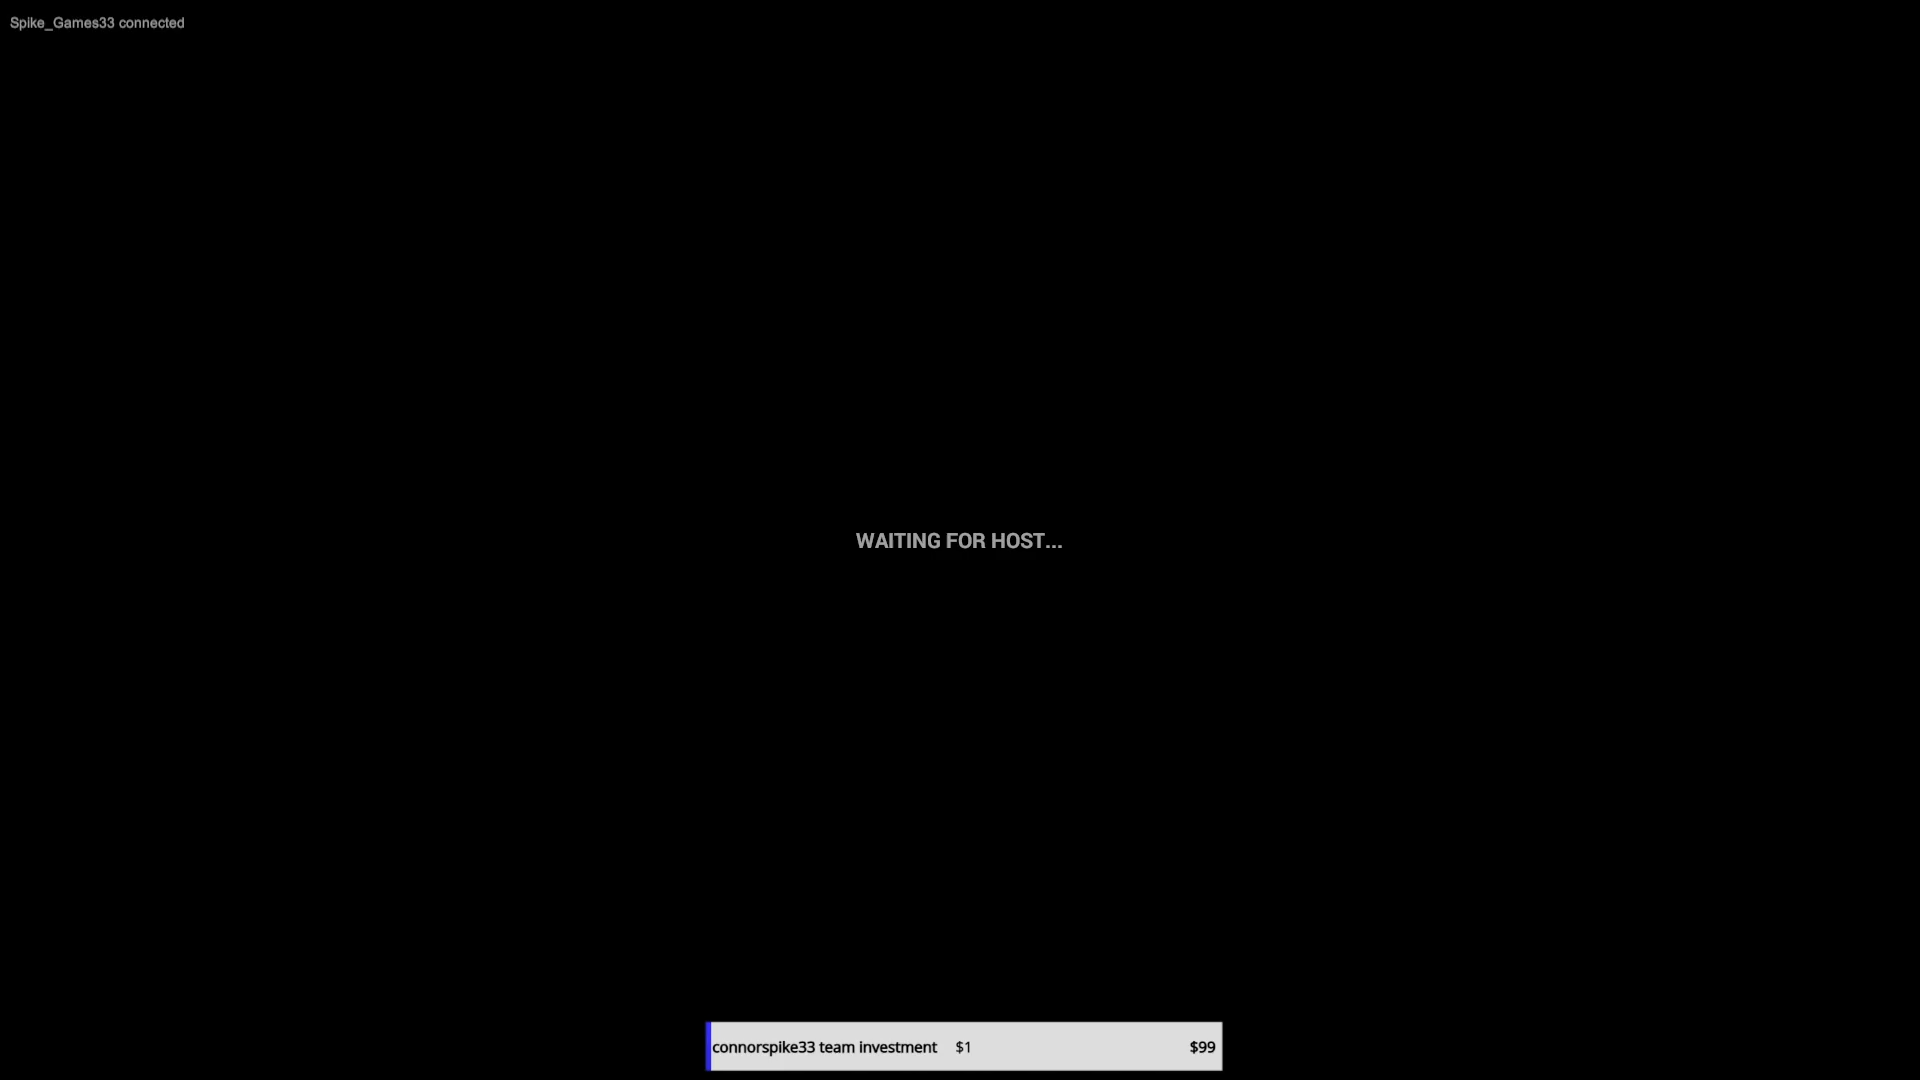 Spike_Games33 connected
WAITING FOR HOST...
connorspike33 team investment $1 $99